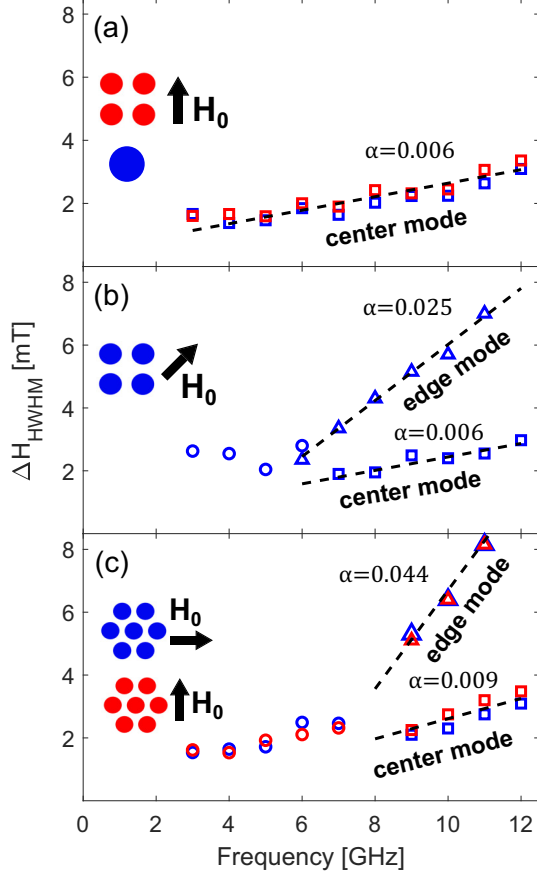 (a)
8
6
4
2
H0
α=0.006
center mode
(b)
8
6
4
2
H0
α=0.025
edge mode
α=0.006
center mode
ΔH_HWHM [mT]
(c)
8
6
4
2
H0
H0
α=0.044
edge mode
α=0.009
center mode
0 2 4 6 8 10 12
Frequency [GHz]